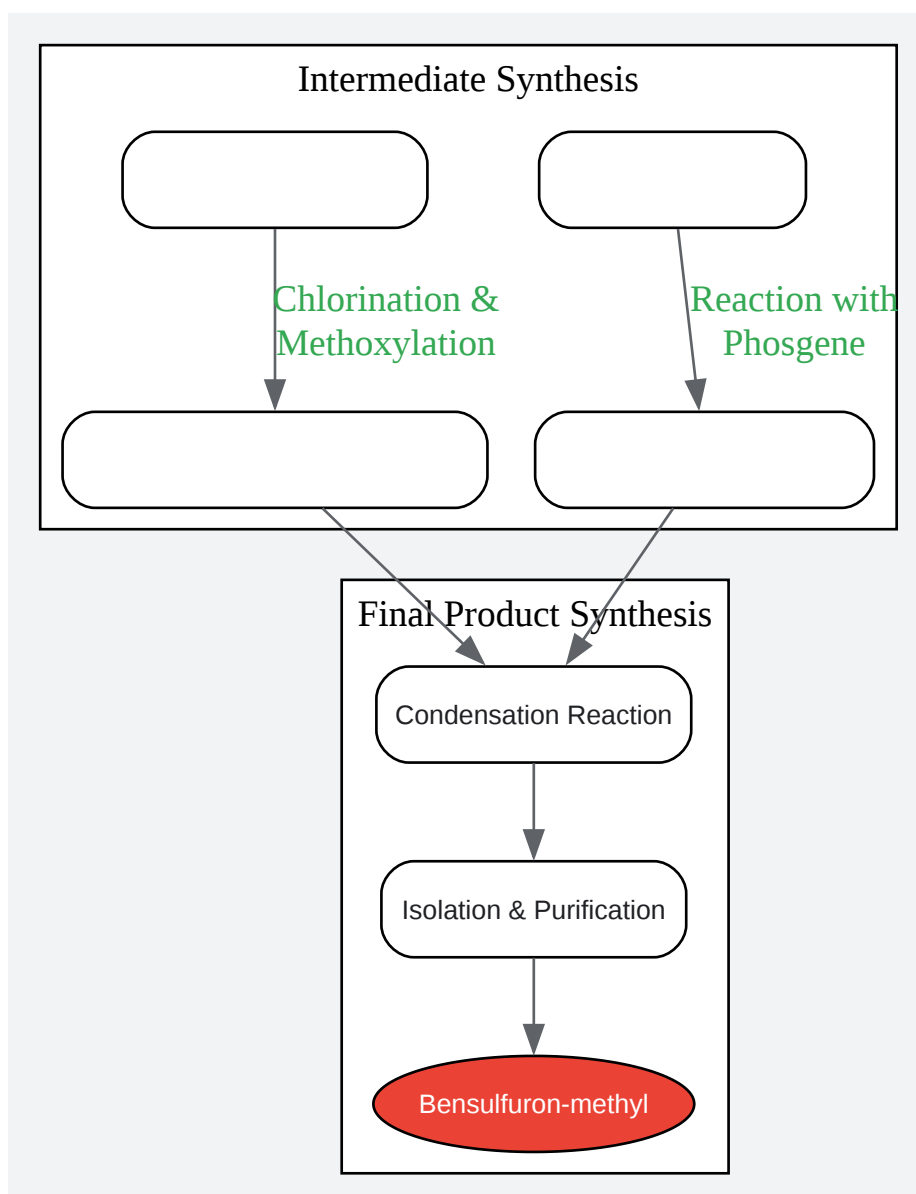 Intermediate Synthesis
Chlorination &
Methoxylation
Reaction with
Phosgene
Final Product Synthesis
Condensation Reaction
Isolation & Purification
Bensulfuron-methyl